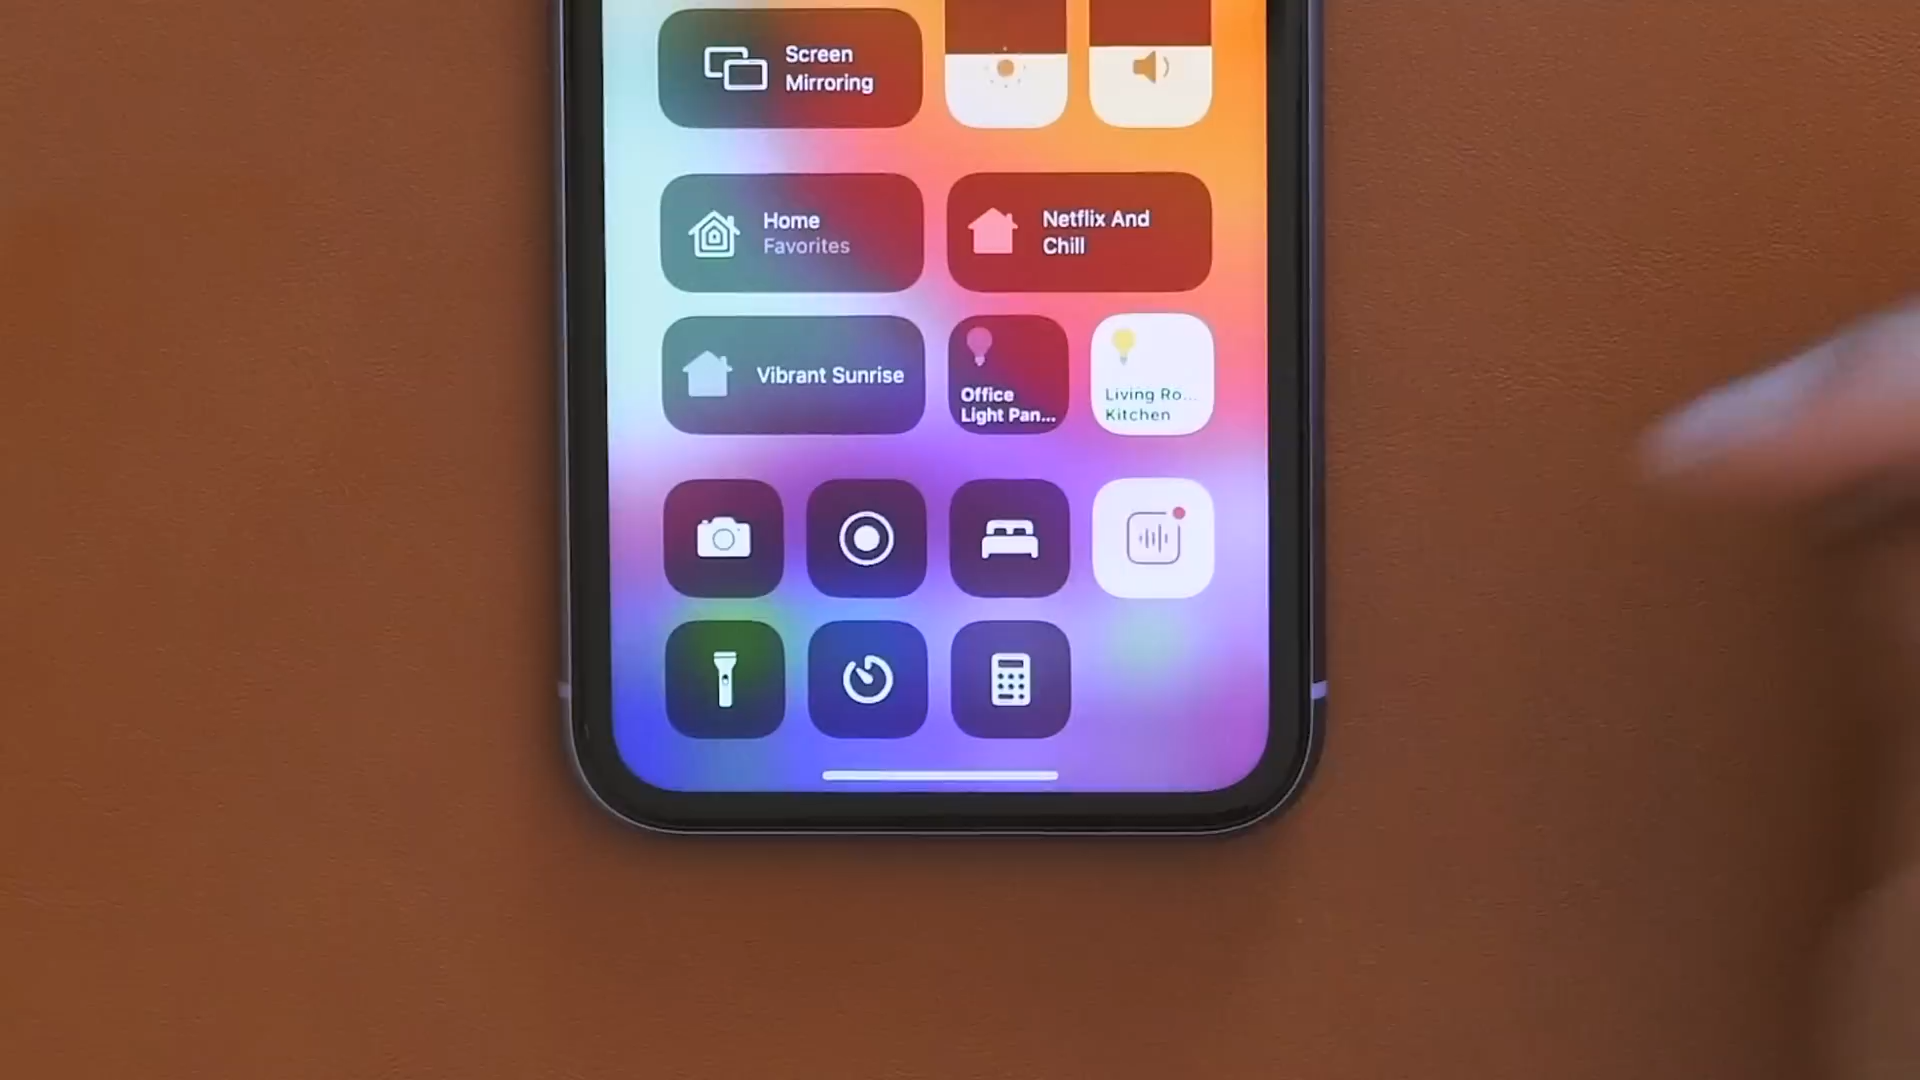 Screen
Mirroring
Home
Favorites
Netflix And
Chill
Vibrant Sunrise
Office
Light Pan...
Living Ro...
Kitchen